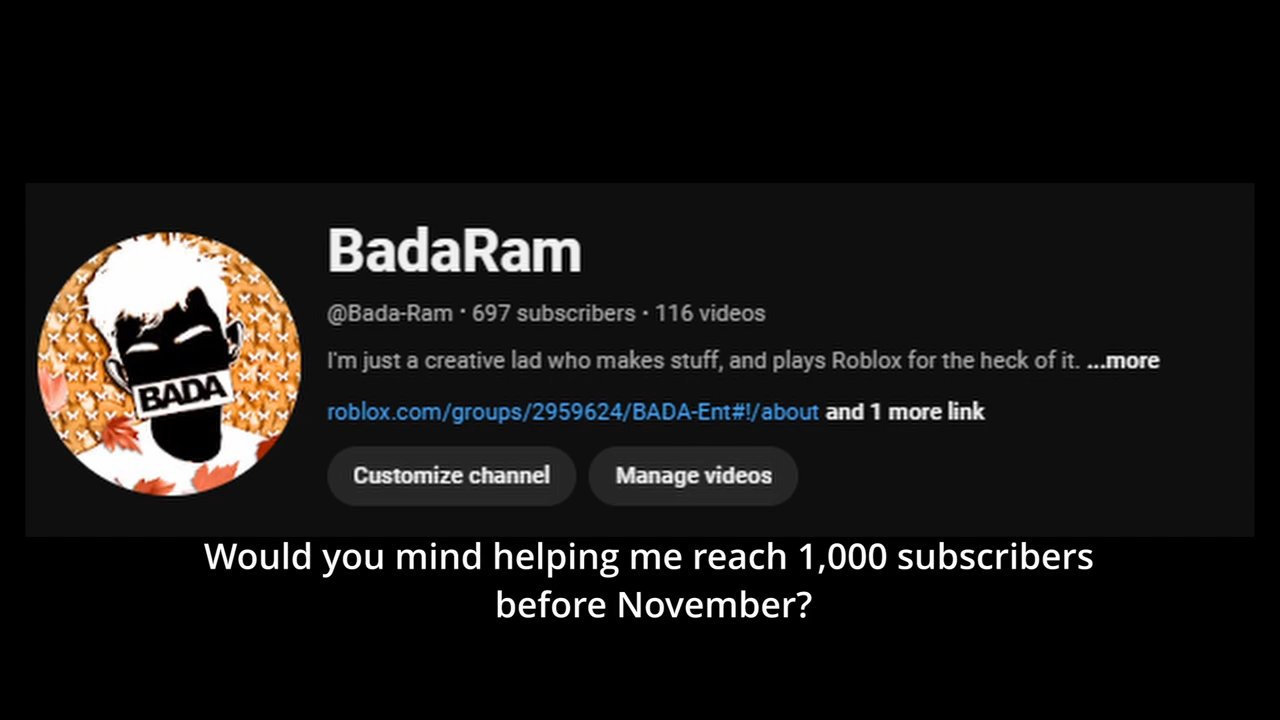 BadaRam
@Bada-Ram • 697 subscribers • 116 videos
I'm just a creative lad who makes stuff, and plays Roblox for the heck of it. ...more
BADA
roblox.com/groups/2959624/BADA-Ent#!/about and 1 more link
Customize channel Manage videos
Would you mind helping me reach 1,000 subscribers
before November?